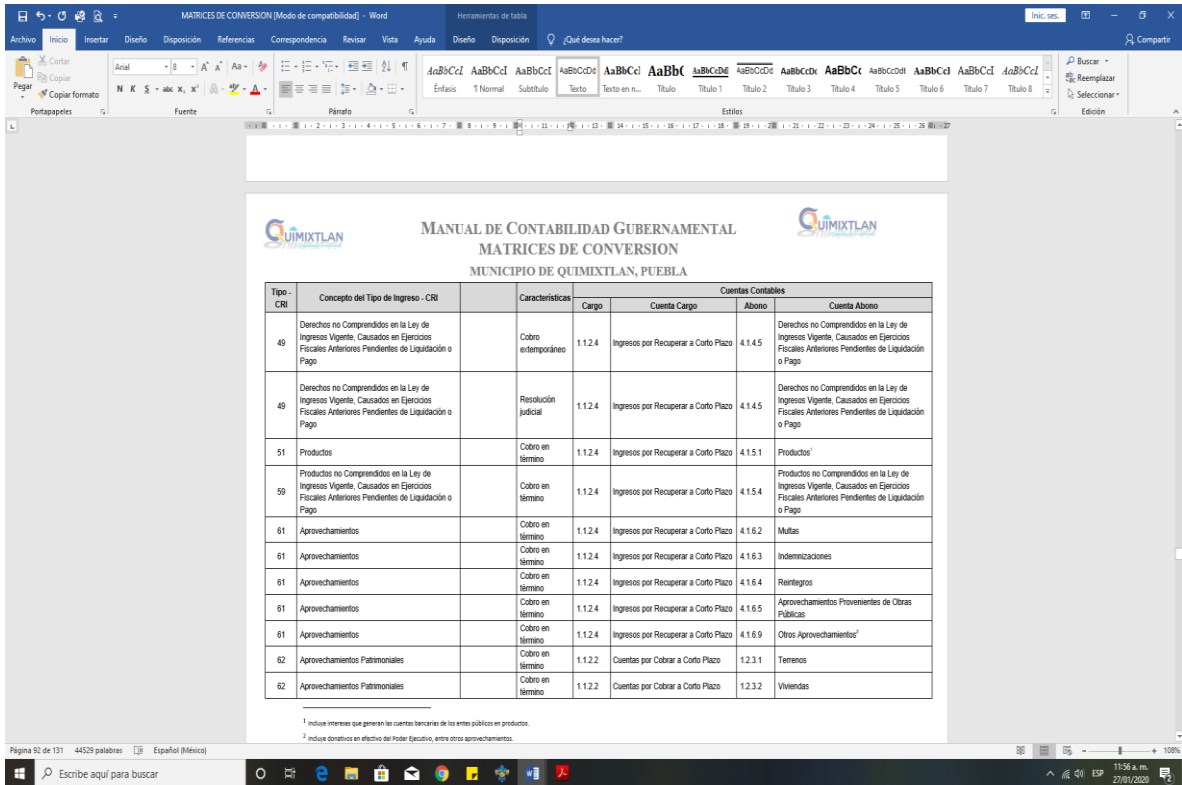 MATRICES DE CONVERSION [Modo de compatibilidad] - Word
Herramientas de tabla
Inic. ses.
Archivo Inicio Insertar Diseño Disposición Referencias Correspondencia Revisar Vista Ayuda Diseño Disposición ¿Qué desea hacer? Compartir
Pegar
Cortar
Copiar
Copiar formato
Portapapeles
Arial 8
N K S abc x₂ x²
Fuente
Párrafo
AaBbCcI AaBbCcI AaBbCcI AaBbCcDd AaBbCcI AaBb( AaBbCcDdI AaBbCcDd AaBbCcDc AaBbCc AaBbCcDdI AaBbCcI AaBbCcI AaBbCcI
Énfasis ¶ Normal Subtítulo Texto Texto en n... Título Título 1 Título 2 Título 3 Título 4 Título 5 Título 6 Título 7 Título 8
Estilos
Buscar
Reemplazar
Seleccionar
Edición
QUIMIXTLAN
MANUAL DE CONTABILIDAD GUBERNAMENTAL
MATRICES DE CONVERSION
MUNICIPIO DE QUIMIXTLAN, PUEBLA
QUIMIXTLAN
Tipo - CRI Concepto del Tipo de Ingreso - CRI Características Cuentas Contables
Cargo Cuenta Cargo Abono Cuenta Abono
49 Derechos no Comprendidos en la Ley de Ingresos Vigente, Causados en Ejercicios Fiscales Anteriores Pendientes de Liquidación o Pago Cobro extemporáneo 1.1.2.4 Ingresos por Recuperar a Corto Plazo 4.1.4.5 Derechos no Comprendidos en la Ley de Ingresos Vigente, Causados en Ejercicios Fiscales Anteriores Pendientes de Liquidación o Pago
49 Derechos no Comprendidos en la Ley de Ingresos Vigente, Causados en Ejercicios Fiscales Anteriores Pendientes de Liquidación o Pago Resolución judicial 1.1.2.4 Ingresos por Recuperar a Corto Plazo 4.1.4.5 Derechos no Comprendidos en la Ley de Ingresos Vigente, Causados en Ejercicios Fiscales Anteriores Pendientes de Liquidación o Pago
51 Productos Cobro en término 1.1.2.4 Ingresos por Recuperar a Corto Plazo 4.1.5.1 Productos¹
59 Productos no Comprendidos en la Ley de Ingresos Vigente, Causados en Ejercicios Fiscales Anteriores Pendientes de Liquidación o Pago Cobro en término 1.1.2.4 Ingresos por Recuperar a Corto Plazo 4.1.5.4 Productos no Comprendidos en la Ley de Ingresos Vigente, Causados en Ejercicios Fiscales Anteriores Pendientes de Liquidación o Pago
61 Aprovechamientos Cobro en término 1.1.2.4 Ingresos por Recuperar a Corto Plazo 4.1.6.2 Multas
61 Aprovechamientos Cobro en término 1.1.2.4 Ingresos por Recuperar a Corto Plazo 4.1.6.3 Indemnizaciones
61 Aprovechamientos Cobro en término 1.1.2.4 Ingresos por Recuperar a Corto Plazo 4.1.6.4 Reintegros
61 Aprovechamientos Cobro en término 1.1.2.4 Ingresos por Recuperar a Corto Plazo 4.1.6.5 Aprovechamientos Provenientes de Obras Públicas
61 Aprovechamientos Cobro en término 1.1.2.4 Ingresos por Recuperar a Corto Plazo 4.1.6.9 Otros Aprovechamientos²
62 Aprovechamientos Patrimoniales Cobro en término 1.1.2.2 Cuentas por Cobrar a Corto Plazo 1.2.3.1 Terrenos
62 Aprovechamientos Patrimoniales Cobro en término 1.1.2.2 Cuentas por Cobrar a Corto Plazo 1.2.3.2 Viviendas
¹ Incluye intereses que generan las cuentas bancarias de los entes públicos en productos.
² Incluye donativos en efectivo del Poder Ejecutivo, entre otros aprovechamientos.
Página 92 de 131 44529 palabras Español (México) 108%
Escribe aquí para buscar
ESP
11:56 a. m.
27/01/2020